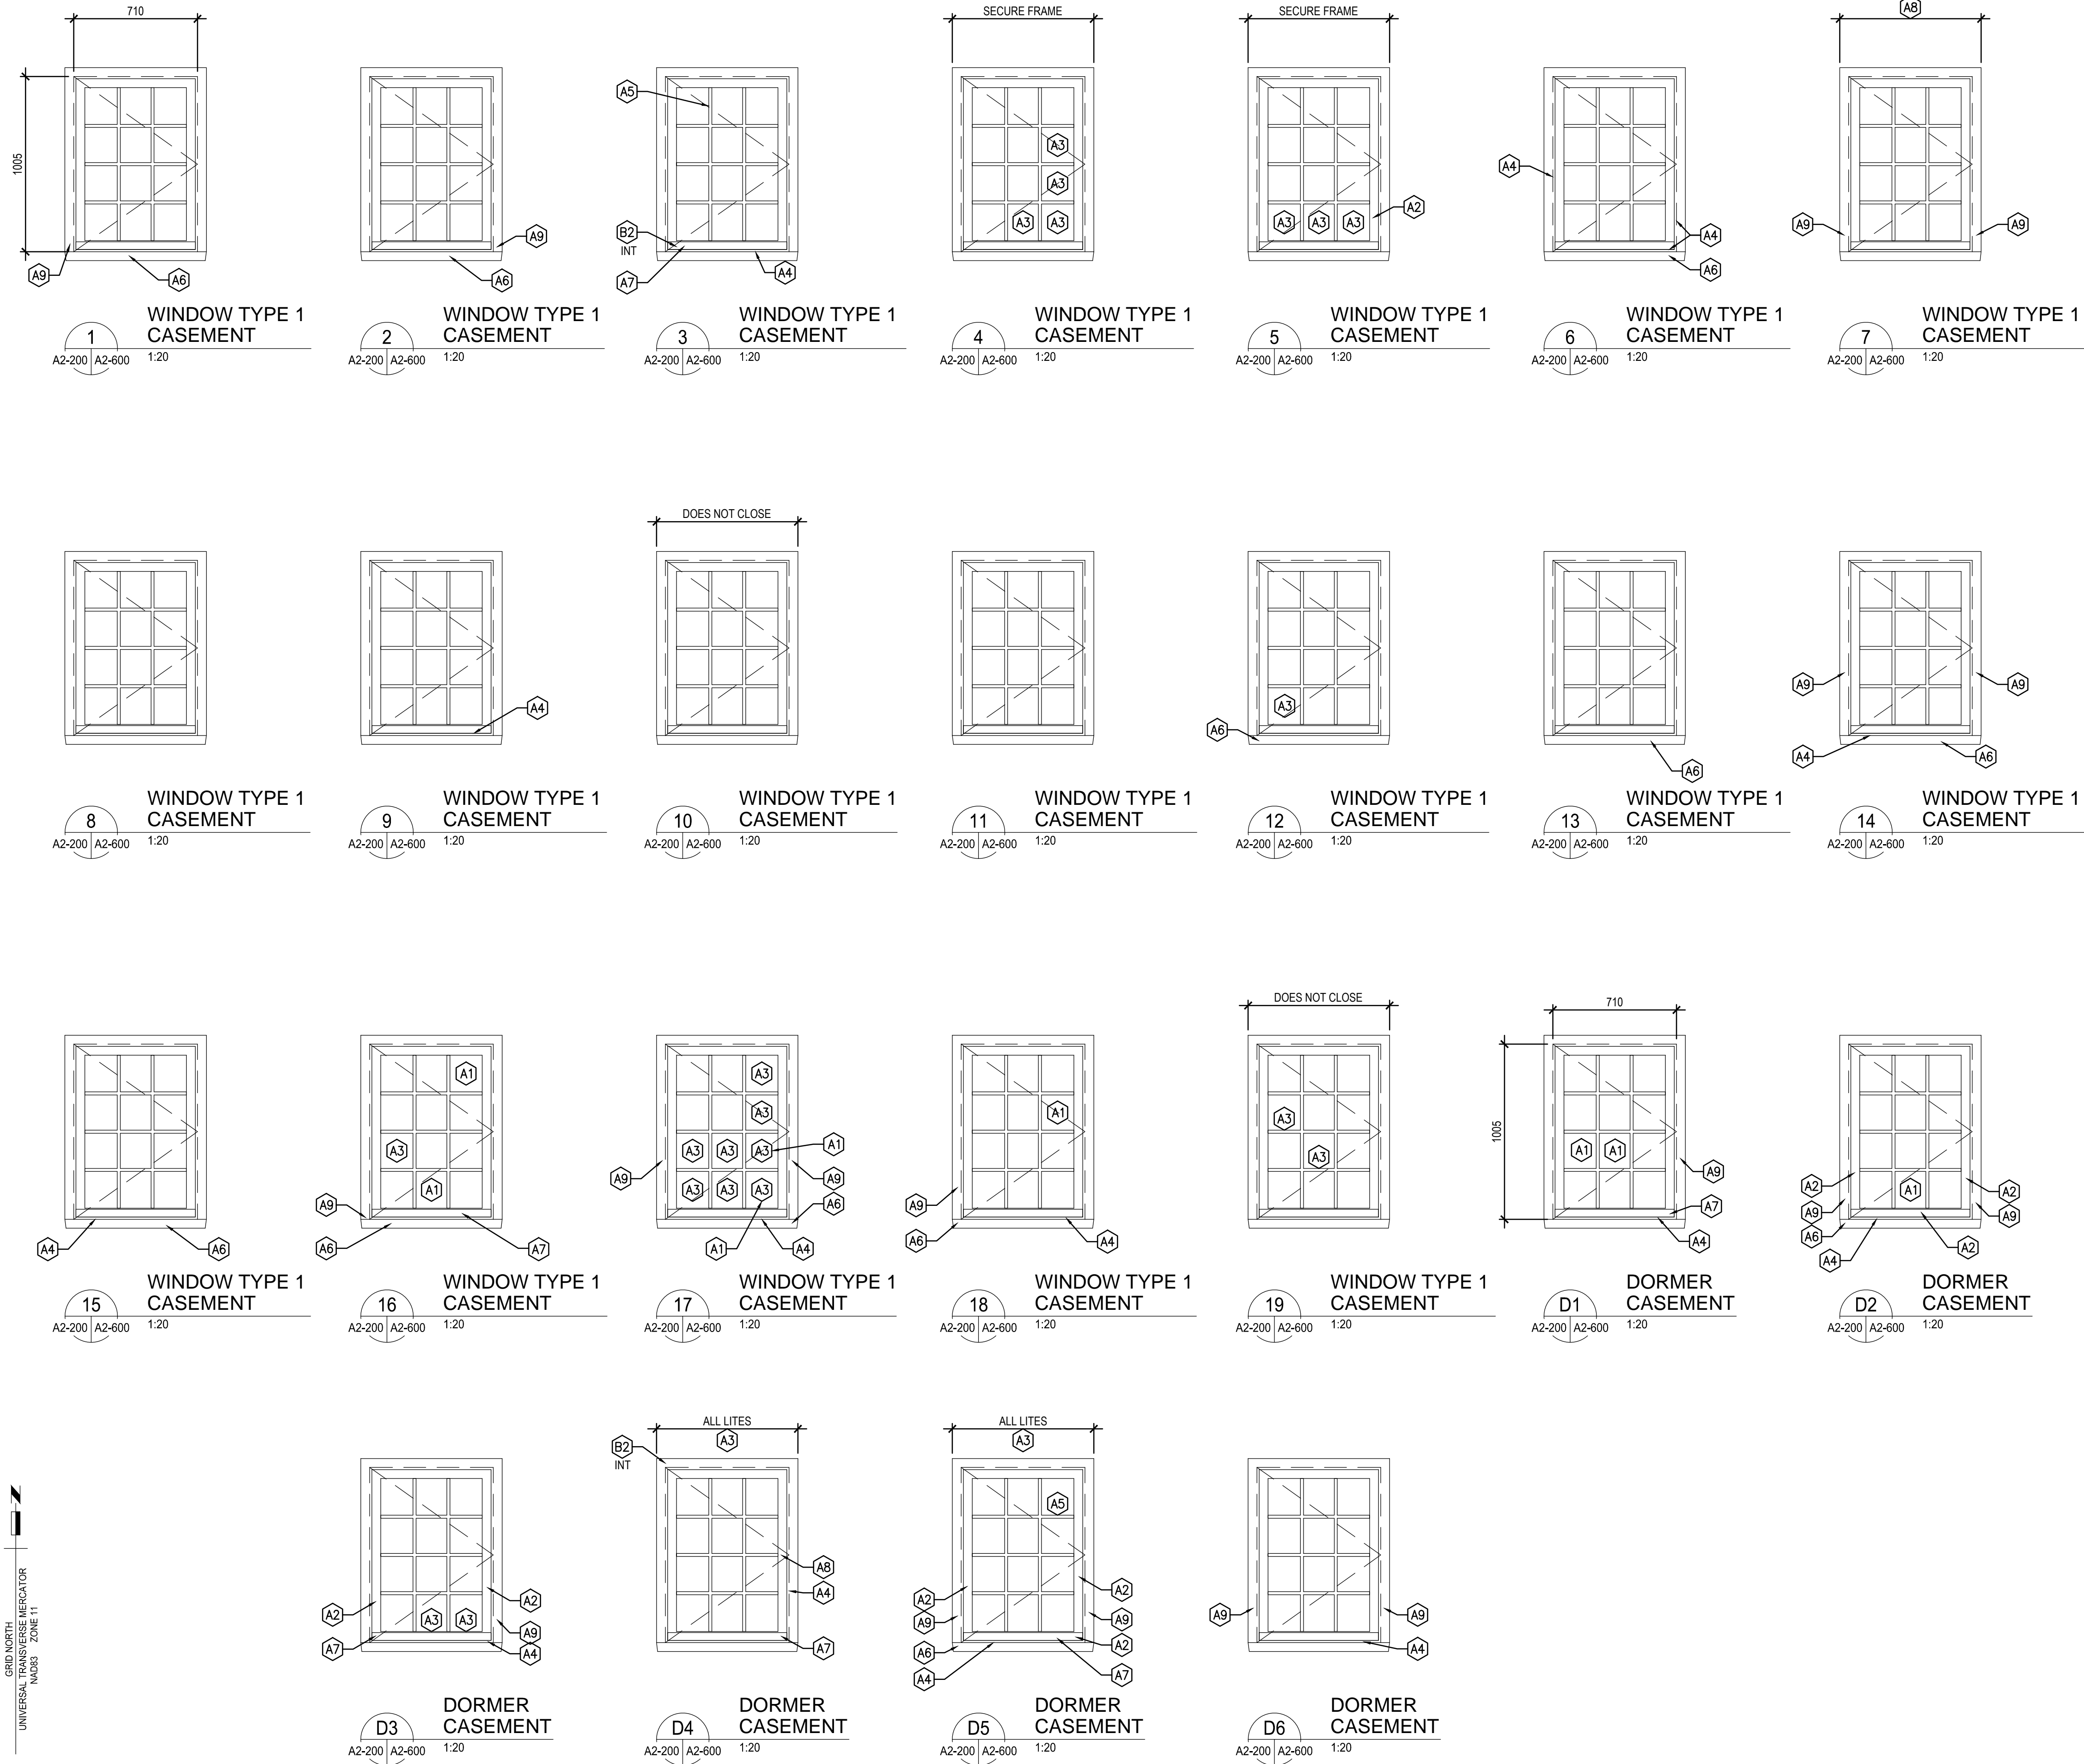 710
SECURE FRAME
SECURE FRAME
A8
1005
A9
A6
A9
A6
A5
B2
INT
A7
A4
A3
A3
A3
A3
A3
A3
A3
A2
A4
A4
A6
A9
A9
1
A2-200
A2-600
WINDOW TYPE 1
CASEMENT
1:20
2
A2-200
A2-600
WINDOW TYPE 1
CASEMENT
1:20
3
A2-200
A2-600
WINDOW TYPE 1
CASEMENT
1:20
4
A2-200
A2-600
WINDOW TYPE 1
CASEMENT
1:20
5
A2-200
A2-600
WINDOW TYPE 1
CASEMENT
1:20
6
A2-200
A2-600
WINDOW TYPE 1
CASEMENT
1:20
7
A2-200
A2-600
WINDOW TYPE 1
CASEMENT
1:20
DOES NOT CLOSE
A4
A3
A6
A6
A9
A9
A4
A6
8
A2-200
A2-600
WINDOW TYPE 1
CASEMENT
1:20
9
A2-200
A2-600
WINDOW TYPE 1
CASEMENT
1:20
10
A2-200
A2-600
WINDOW TYPE 1
CASEMENT
1:20
11
A2-200
A2-600
WINDOW TYPE 1
CASEMENT
1:20
12
A2-200
A2-600
WINDOW TYPE 1
CASEMENT
1:20
13
A2-200
A2-600
WINDOW TYPE 1
CASEMENT
1:20
14
A2-200
A2-600
WINDOW TYPE 1
CASEMENT
1:20
DOES NOT CLOSE
710
1005
A4
A6
A1
A3
A1
A9
A6
A7
A3
A3
A3
A3
A3
A1
A9
A9
A3
A3
A3
A6
A1
A4
A1
A9
A6
A4
A3
A3
A1
A1
A9
A7
A4
A2
A1
A2
A9
A9
A6
A2
A4
15
A2-200
A2-600
WINDOW TYPE 1
CASEMENT
1:20
16
A2-200
A2-600
WINDOW TYPE 1
CASEMENT
1:20
17
A2-200
A2-600
WINDOW TYPE 1
CASEMENT
1:20
18
A2-200
A2-600
WINDOW TYPE 1
CASEMENT
1:20
19
A2-200
A2-600
WINDOW TYPE 1
CASEMENT
1:20
D1
A2-200
A2-600
DORMER
CASEMENT
1:20
D2
A2-200
A2-600
DORMER
CASEMENT
1:20
ALL LITES
A3
B2
INT
ALL LITES
A3
A2
A2
A3
A3
A9
A7
A4
A8
A4
A7
A5
A2
A2
A9
A9
A6
A2
A4
A7
A9
A9
A4
D3
A2-200
A2-600
DORMER
CASEMENT
1:20
D4
A2-200
A2-600
DORMER
CASEMENT
1:20
D5
A2-200
A2-600
DORMER
CASEMENT
1:20
D6
A2-200
A2-600
DORMER
CASEMENT
1:20
GRID NORTH
UNIVERSAL TRANSVERSE MERCATOR
NAD83 ZONE 11